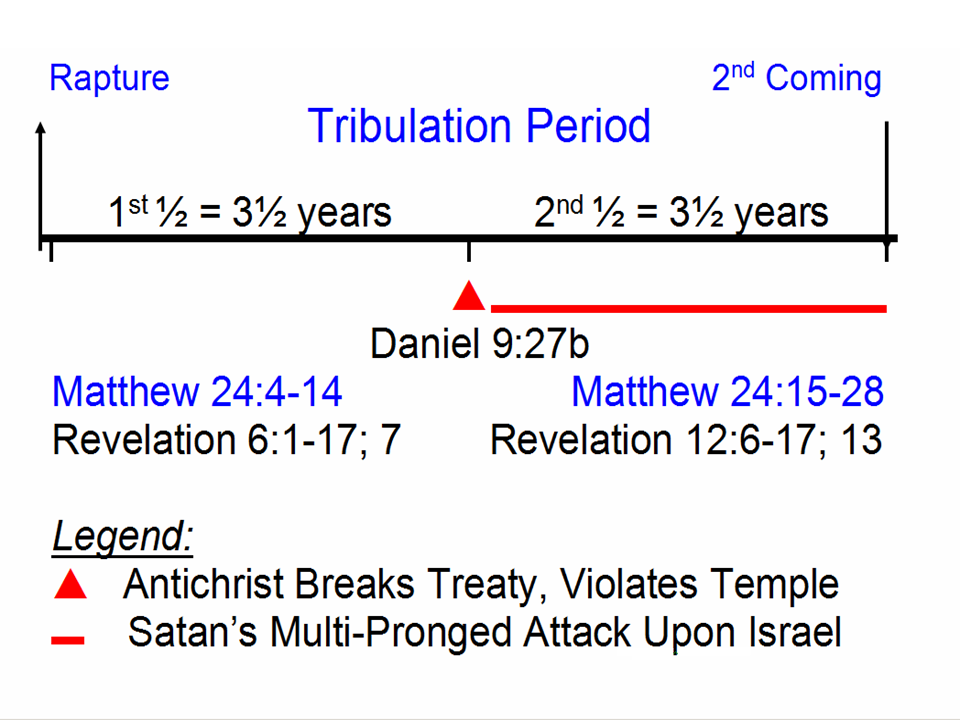 Rapture
2nd Coming
Tribulation Period
1st ½ = 3½ years
2nd ½ = 3½ years
Daniel 9:27b
Matthew 24:4-14
Matthew 24:15-28
Revelation 6:1-17; 7
Revelation 12:6-17; 13
Legend:
Antichrist Breaks Treaty, Violates Temple
Satan's Multi-Pronged Attack Upon Israel